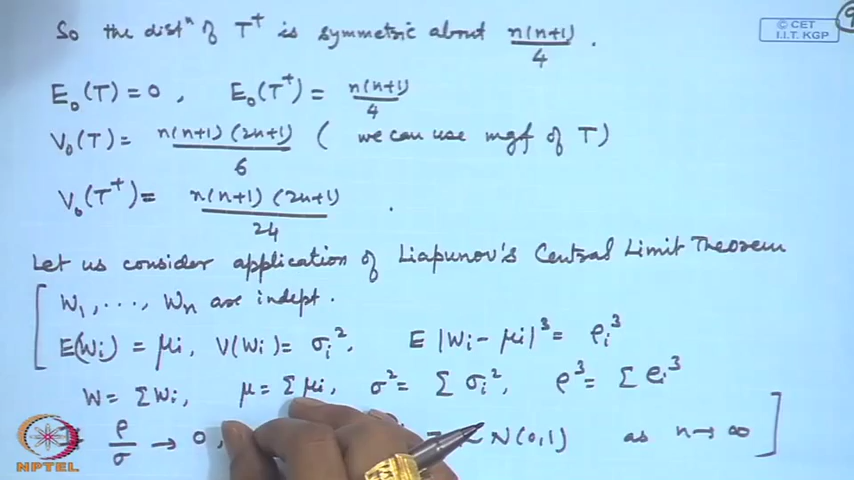 © CET
I.I.T. KGP
9
So the distⁿ of T⁺ is symmetric about n(n+1)/4 .
E₀(T) = 0 , E₀(T⁺) = n(n+1)/4
V₀(T) = n(n+1)(2n+1)/6 ( we can use mgf of T)
V₀(T⁺) = n(n+1)(2n+1)/24 .
Let us consider application of Liapunov's Central Limit Theorem
[ W₁, ..., Wₙ are indept.
E(Wi) = μi, V(Wi) = σi², E|Wi - μi|³ = ρi³
W = ΣWi, μ = Σμi, σ² = Σσi², ρ³ = Σρi³
ρ/σ → 0, N(0,1) as n → ∞ ]
NPTEL